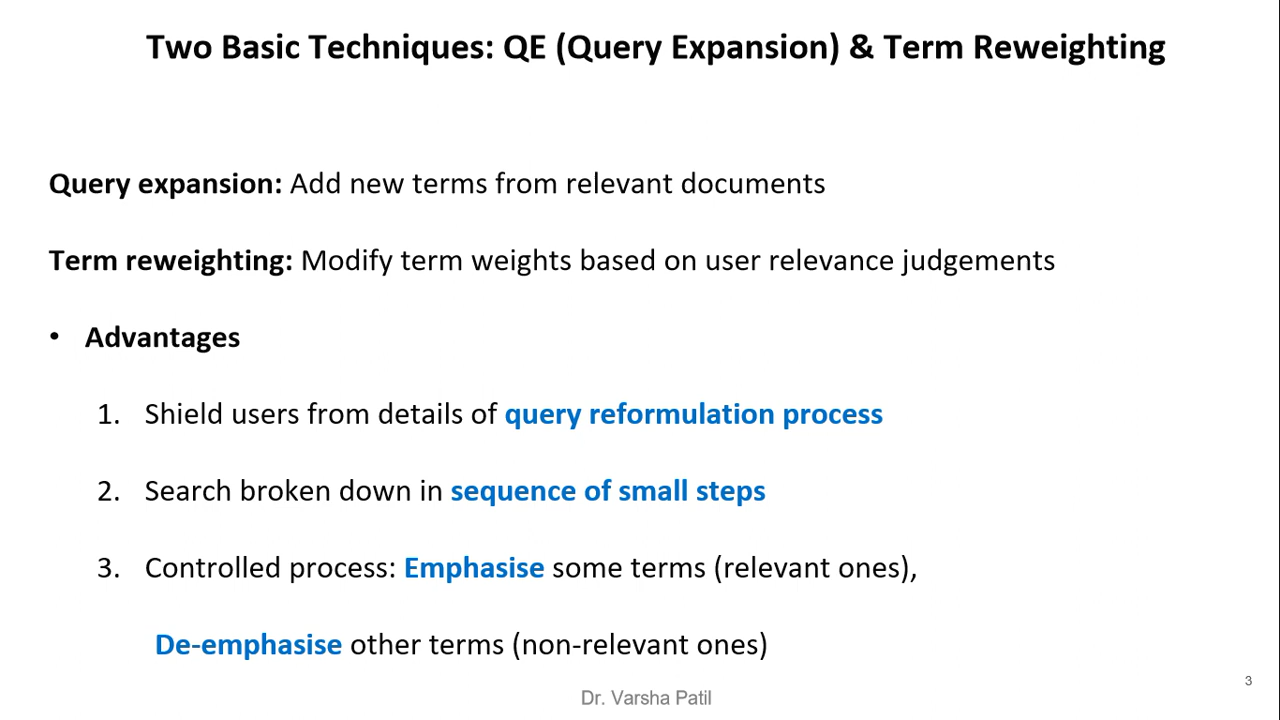 Two Basic Techniques: QE (Query Expansion) & Term Reweighting
Query expansion: Add new terms from relevant documents
Term reweighting: Modify term weights based on user relevance judgements
• Advantages
1. Shield users from details of query reformulation process
2. Search broken down in sequence of small steps
3. Controlled process: Emphasise some terms (relevant ones),
De-emphasise other terms (non-relevant ones)
3
Dr. Varsha Patil